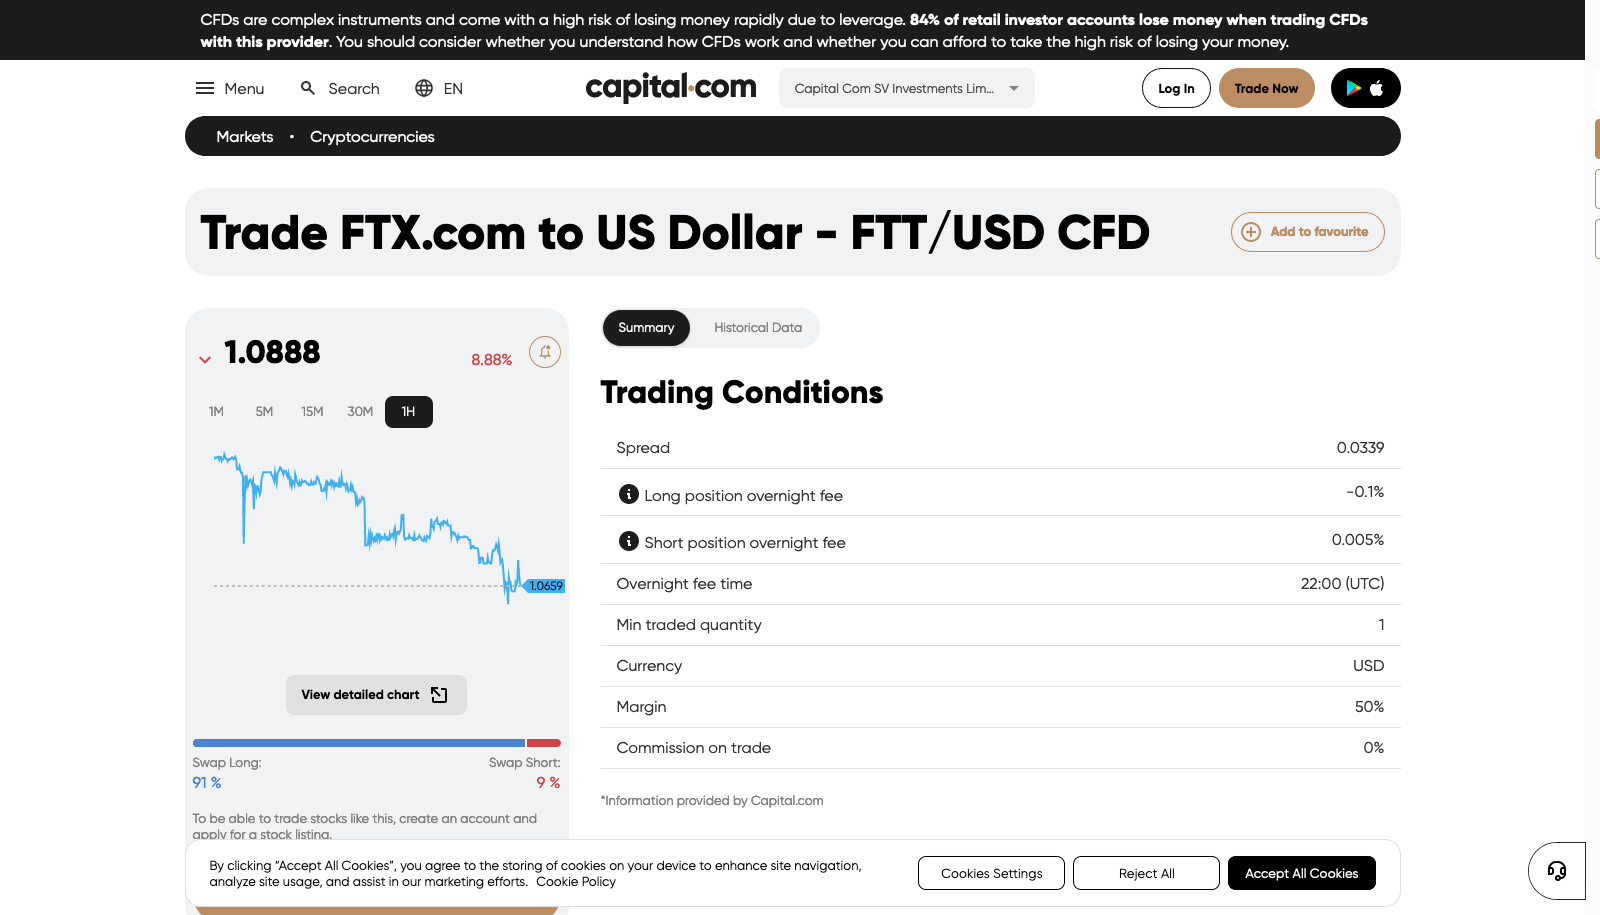 CFDs are complex instruments and come with a high risk of losing money rapidly due to leverage. 84% of retail investor accounts lose money when trading CFDs
with this provider. You should consider whether you understand how CFDs work and whether you can afford to take the high risk of losing your money.
Menu Search EN capital.com Capital Com SV Investments Lim... Log In Trade Now
Markets • Cryptocurrencies
Trade FTX.com to US Dollar - FTT/USD CFD Add to favourite
1.0888 8.88%
1M 5M 15M 30M 1H
1.0659
View detailed chart
Swap Long: Swap Short:
91 % 9 %
To be able to trade stocks like this, create an account and
apply for a stock listing.
Summary Historical Data
Trading Conditions
Spread 0.0339
Long position overnight fee -0.1%
Short position overnight fee 0.005%
Overnight fee time 22:00 (UTC)
Min traded quantity 1
Currency USD
Margin 50%
Commission on trade 0%
*Information provided by Capital.com
By clicking “Accept All Cookies”, you agree to the storing of cookies on your device to enhance site navigation,
analyze site usage, and assist in our marketing efforts. Cookie Policy
Cookies Settings Reject All Accept All Cookies